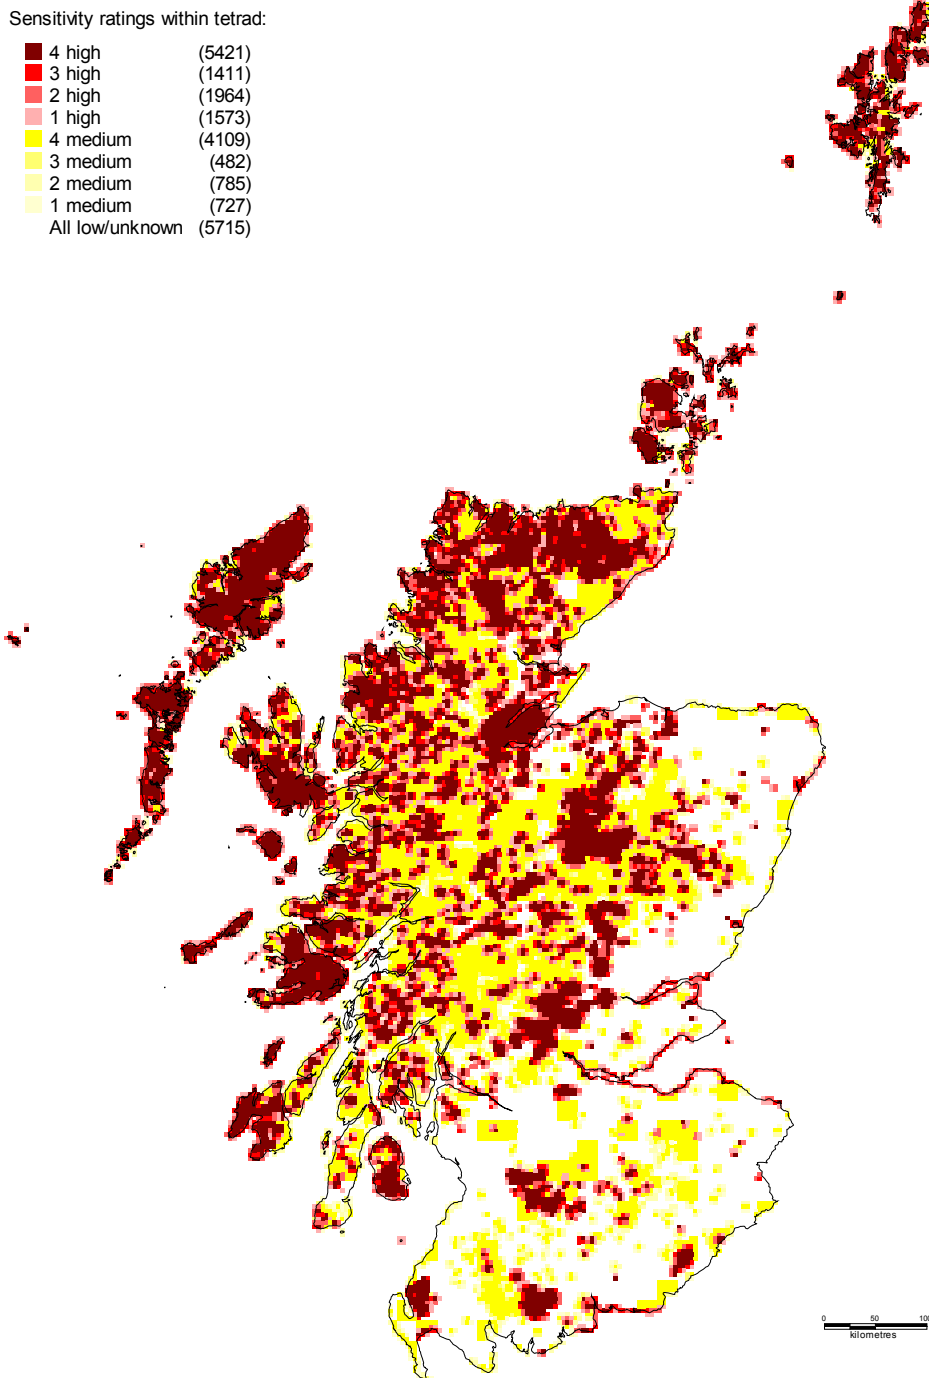 Sensitivity ratings within tetrad:
4 high (5421)
3 high (1411)
2 high (1964)
1 high (1573)
4 medium (4109)
3 medium (482)
2 medium (785)
1 medium (727)
All low/unknown (5715)
0 50 100
kilometres